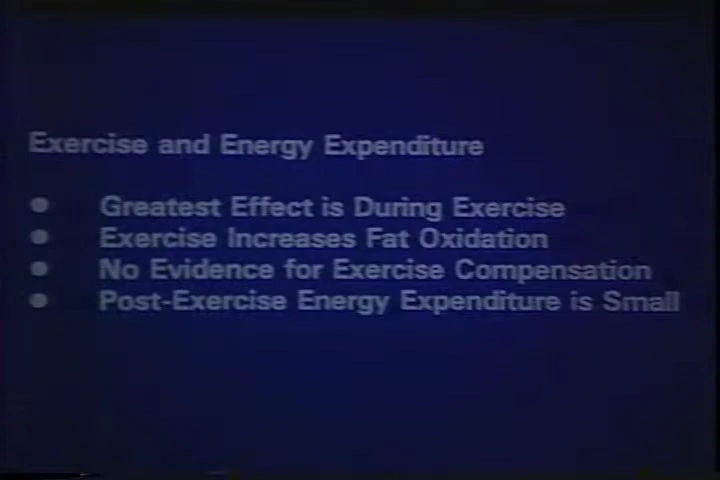 Exercise and Energy Expenditure
● Greatest Effect is During Exercise
● Exercise Increases Fat Oxidation
● No Evidence for Exercise Compensation
● Post-Exercise Energy Expenditure is Small